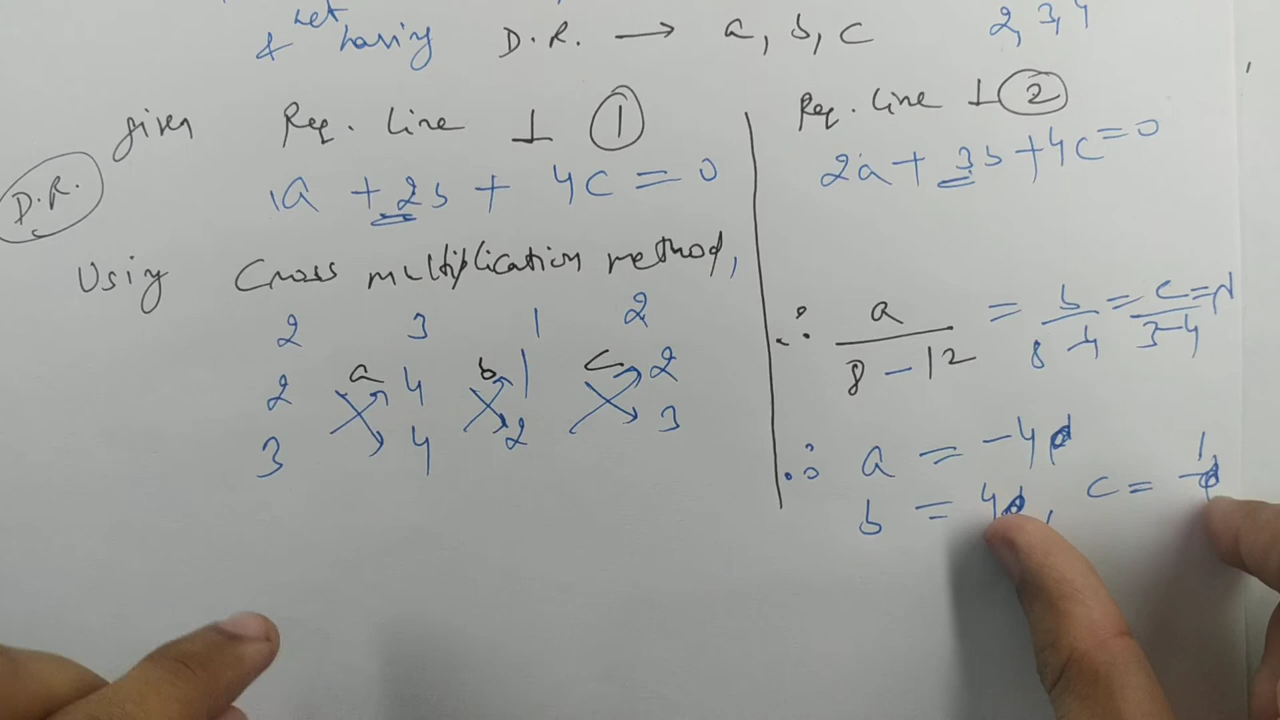 & let having D.R. → a, b, c 2, 3, 4
given Req. line ⊥ ①
D.R.
1a + 2b + 4c = 0
Using Cross multiplication method,
2 3 1 2
2 a 4 b 1 c 2
3 4 2 3
Req. line ⊥ ②
2a + 3b + 4c = 0
∴ a/(8 - 12) = b/(8 - 4) = c/(3 - 4) =
∴ a = -4
b = 4, c =